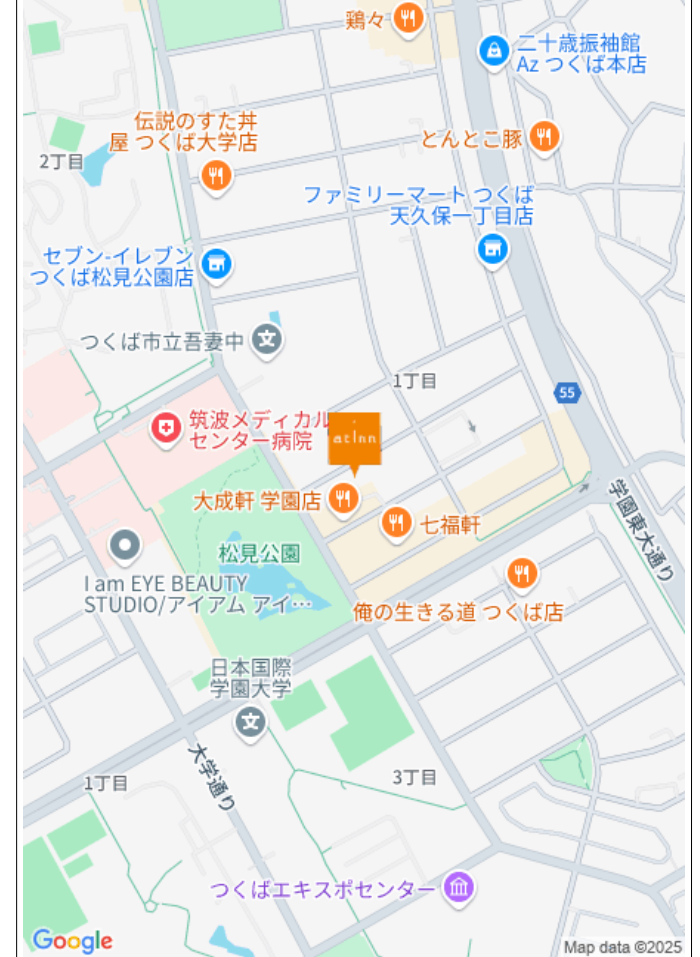 鶏々
二十歳振袖館
Az つくば本店
伝説のすた丼
屋 つくば大学店
とんとこ豚
2丁目
ファミリーマート つくば
天久保一丁目店
セブン-イレブン
つくば松見公園店
つくば市立吾妻中
1丁目
55
筑波メディカル
センター病院
at Inn
大成軒 学園店
七福軒
学園東大通り
松見公園
I am EYE BEAUTY
STUDIO/アイアム アイ…
俺の生きる道 つくば店
日本国際
学園大学
大学通り
1丁目
3丁目
つくばエキスポセンター
Google
Map data ©2025